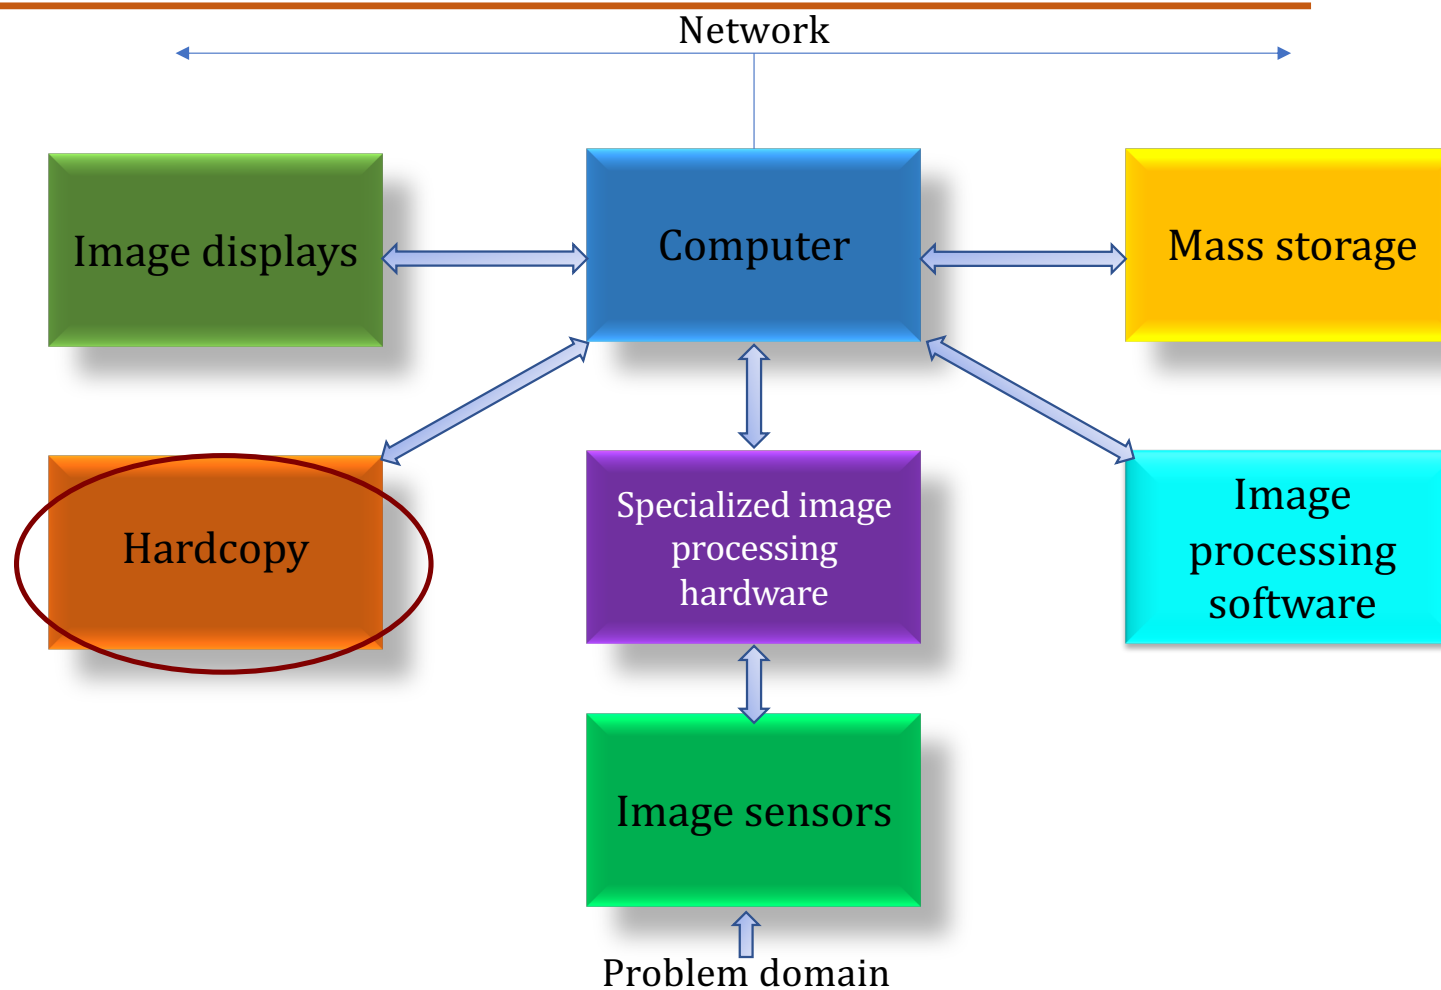 Network
Image displays
Computer
Mass storage
Hardcopy
Specialized image
processing
hardware
Image
processing
software
Image sensors
Problem domain